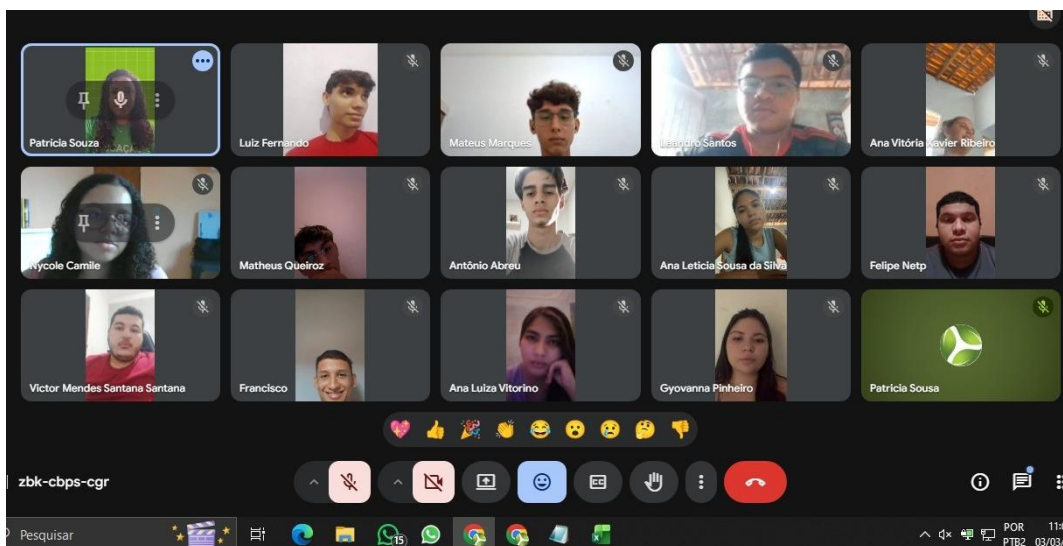 Patrícia Souza
Luiz Fernando
Mateus Marques
Leandro Santos
Ana Vitória Xavier Ribeiro
Nycole Camile
Matheus Queiroz
Antônio Abreu
Ana Leticia Sousa da Silva
Felipe Netp
Victor Mendes Santana Santana
Francisco
Ana Luiza Vitorino
Gyovanna Pinheiro
Patricia Sousa
zbk-cbps-cgr
Pesquisar
15
POR
PTB2